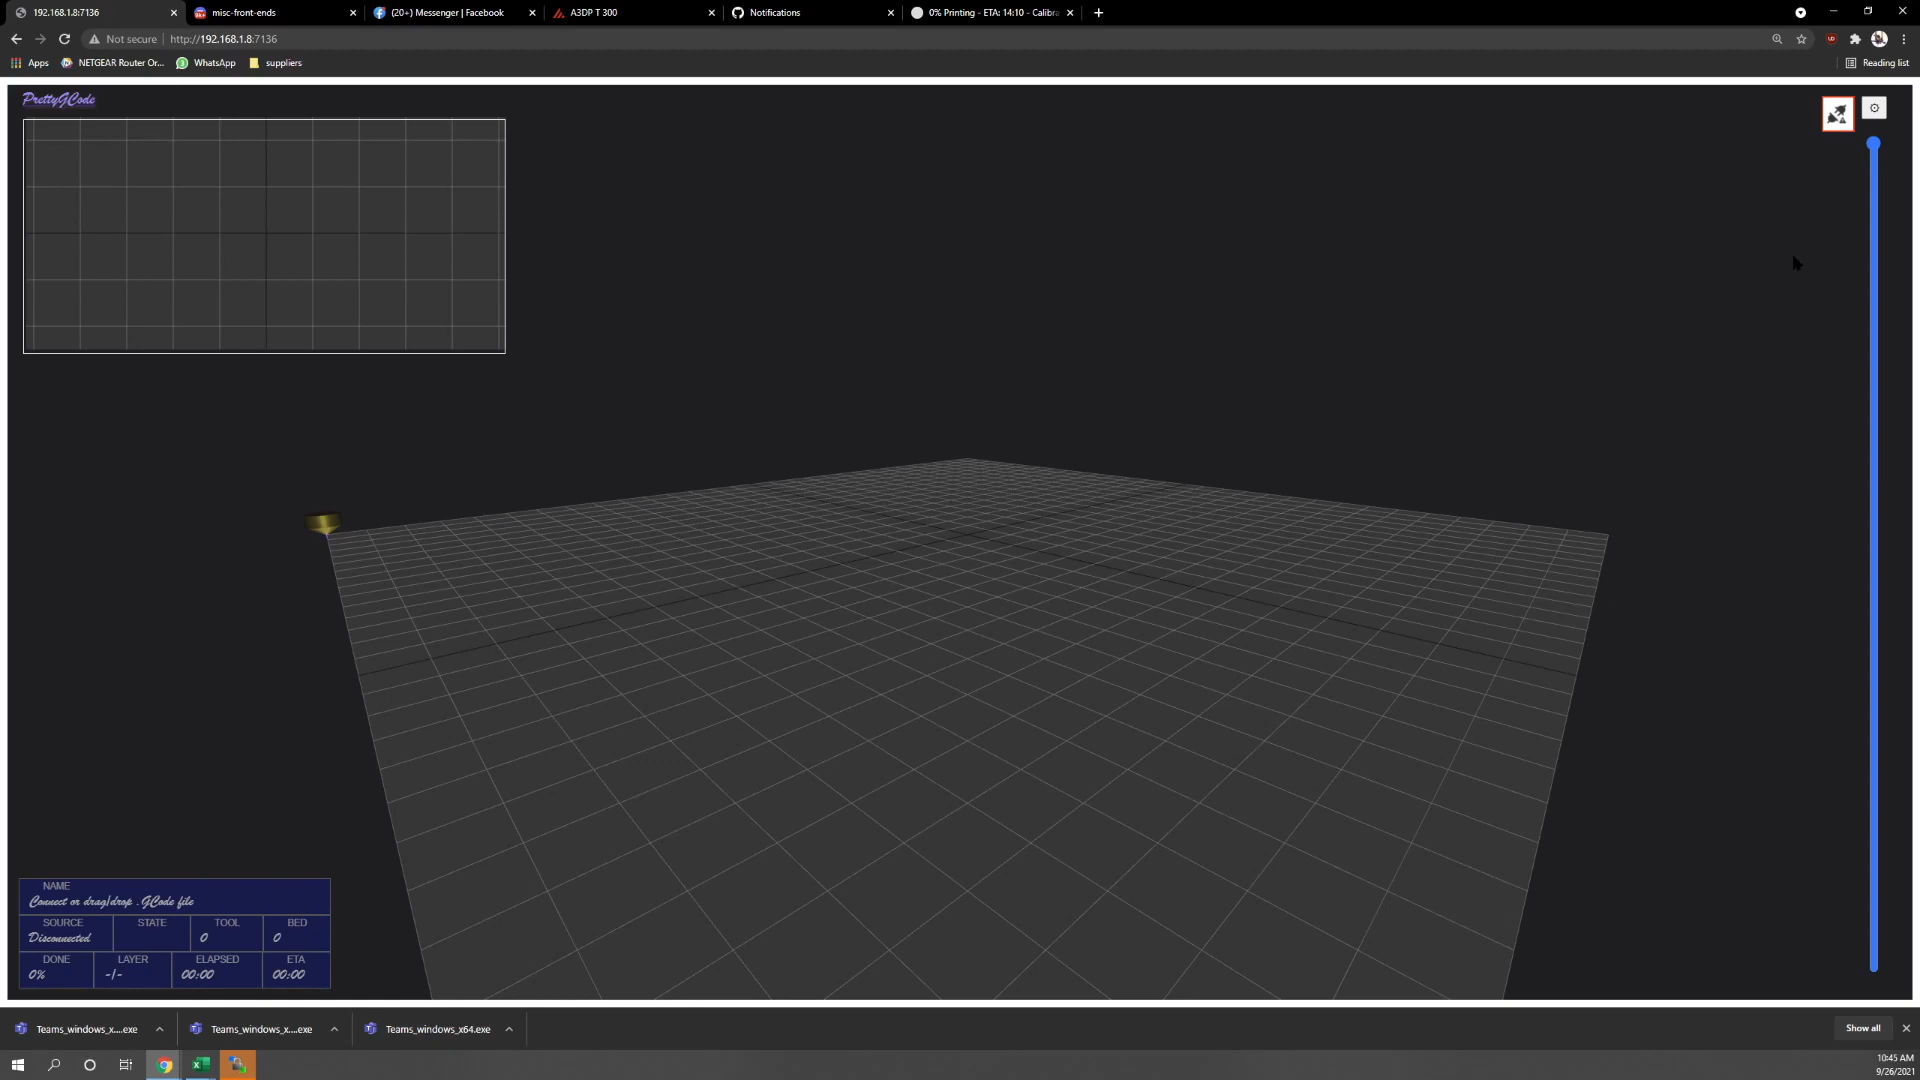 192.168.1.8:7136
misc-front-ends
(20+) Messenger | Facebook
A3DP T 300
Notifications
0% Printing - ETA: 14:10 - Calibra
Not secure
http://192.168.1.8:7136
Apps
NETGEAR Router Or...
WhatsApp
suppliers
Reading list
PrettyGCode
NAME
Connect or drag/drop .GCode file
SOURCE STATE TOOL BED
Disconnected 0 0
DONE LAYER ELAPSED ETA
0% -/- 00:00 00:00
Teams_windows_x....exe
Teams_windows_x....exe
Teams_windows_x64.exe
Show all
10:45 AM
9/26/2021